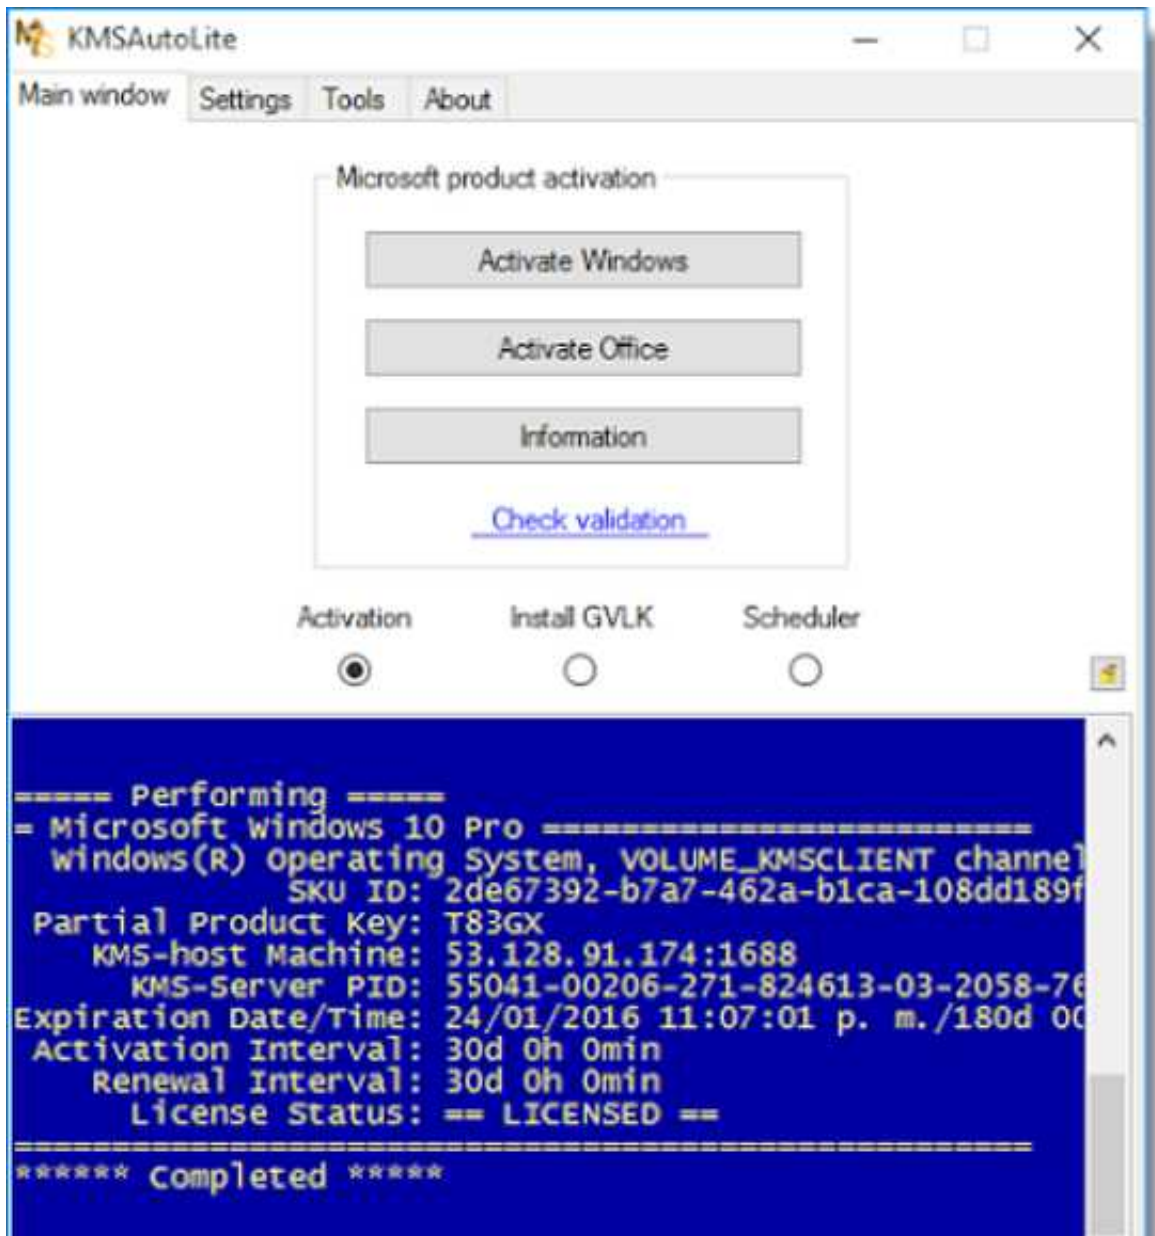 KMSAutoLite
Main window Settings Tools About
Microsoft product activation
Activate Windows
Activate Office
Information
Check validation
Activation Install GVLK Scheduler
===== Performing =====
= Microsoft Windows 10 Pro =========================
Windows(R) Operating System, VOLUME_KMSCLIENT channel
SKU ID: 2de67392-b7a7-462a-b1ca-108dd189f
Partial Product Key: T83GX
KMS-host Machine: 53.128.91.174:1688
KMS-Server PID: 55041-00206-271-824613-03-2058-76
Expiration Date/Time: 24/01/2016 11:07:01 p. m./180d 00
Activation Interval: 30d 0h 0min
Renewal Interval: 30d 0h 0min
License Status: == LICENSED ==
====================================================
****** Completed *****